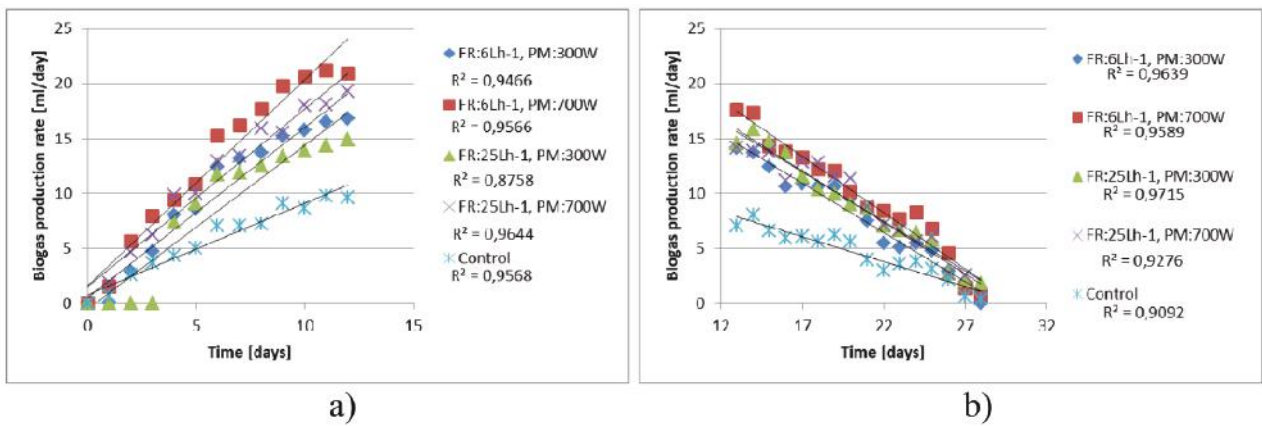 25
20
15
10
5
0
0
5
10
15
Biogas production rate [ml/day]
Time [days]
FR:6Lh-1, PM:300W
R² = 0,9466
FR:6Lh-1, PM:700W
R² = 0,9566
FR:25Lh-1, PM:300W
R² = 0,8758
FR:25Lh-1, PM:700W
R² = 0,9644
Control
R² = 0,9568
a)
25
20
15
10
5
0
12
17
22
27
32
Biogas production rate [ml/day]
Time [days]
FR:6Lh-1, PM:300W
R² = 0,9639
FR:6Lh-1, PM:700W
R² = 0,9589
FR:25Lh-1, PM:300W
R² = 0,9715
FR:25Lh-1, PM:700W
R² = 0,9276
Control
R² = 0,9092
b)